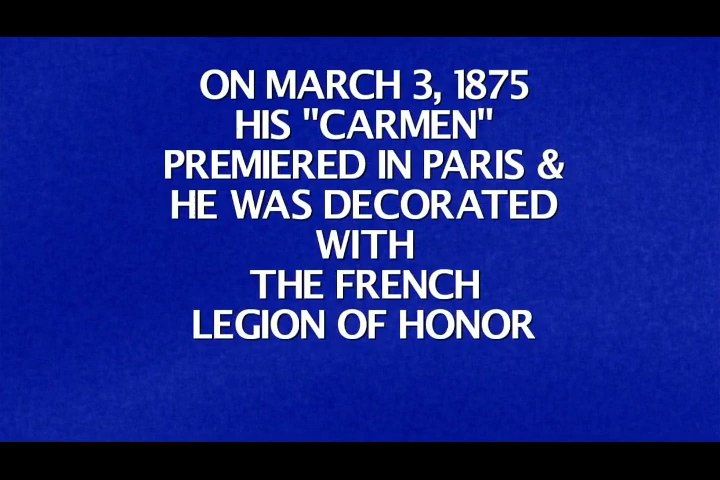 ON MARCH 3, 1875
HIS "CARMEN"
PREMIERED IN PARIS &
HE WAS DECORATED
WITH
THE FRENCH
LEGION OF HONOR